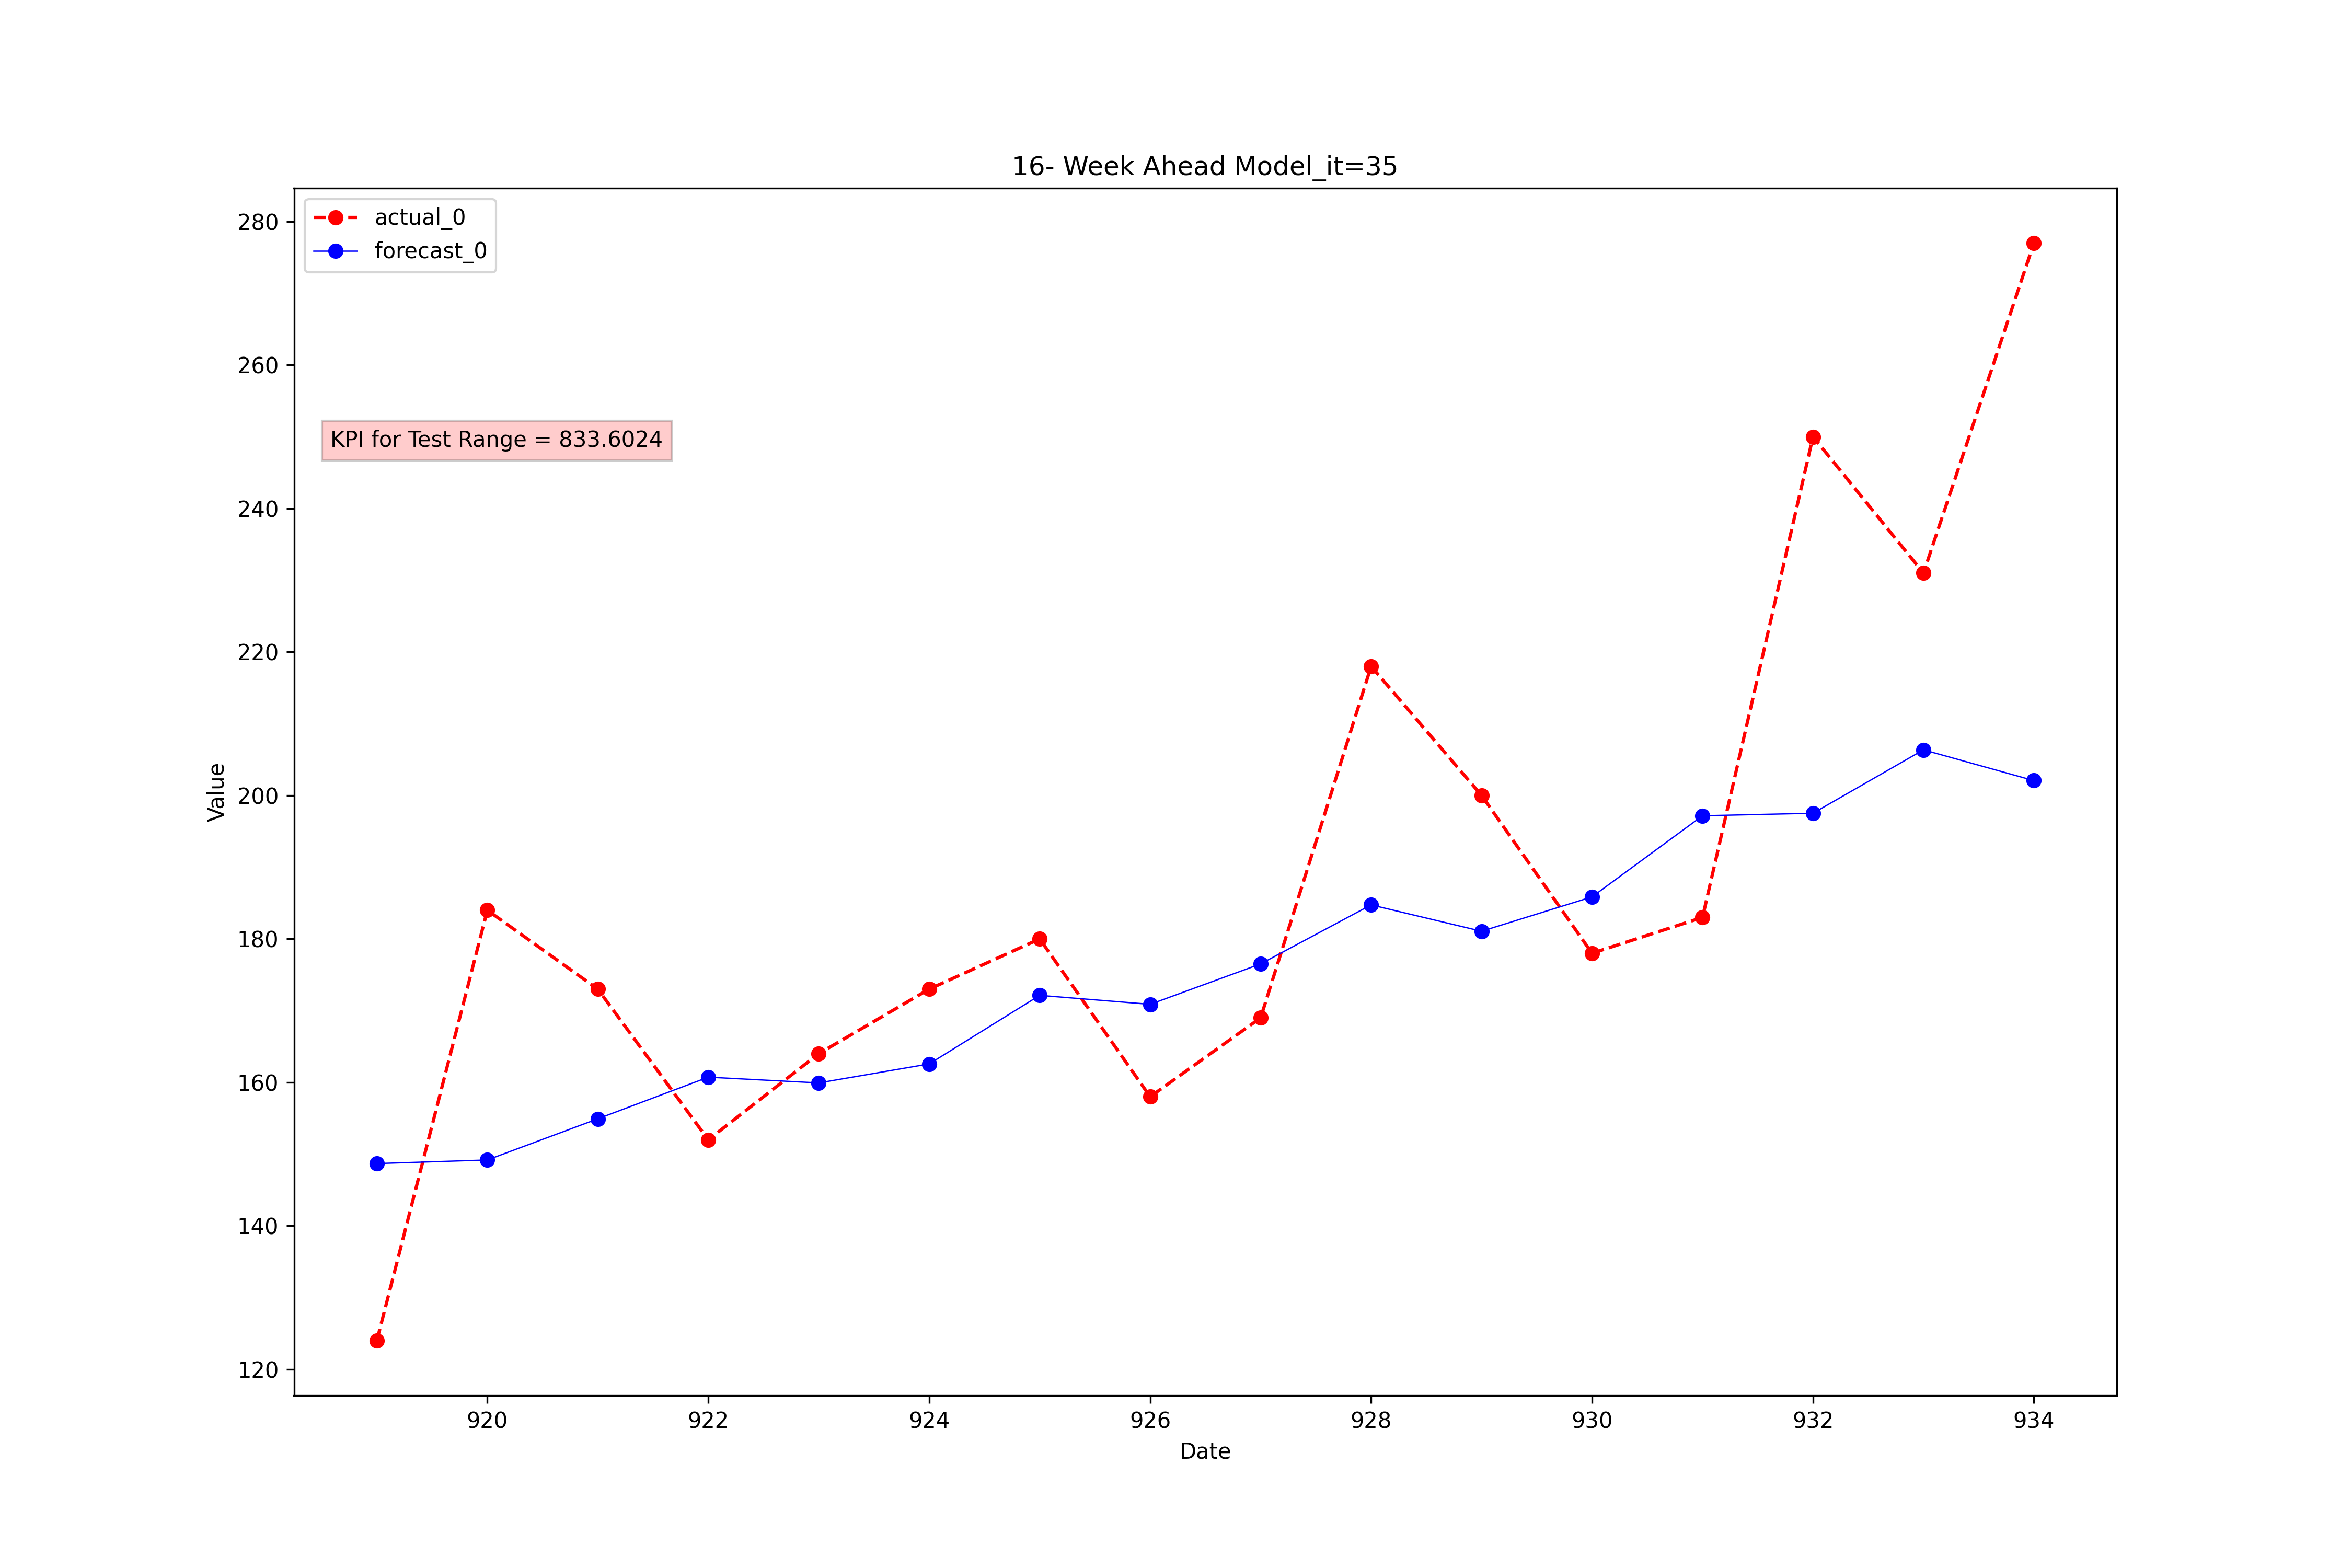 16- Week Ahead Model_it=35
actual_0
forecast_0
KPI for Test Range = 833.6024
Value
280
260
240
220
200
180
160
140
120
920 922 924 926 928 930 932 934
Date